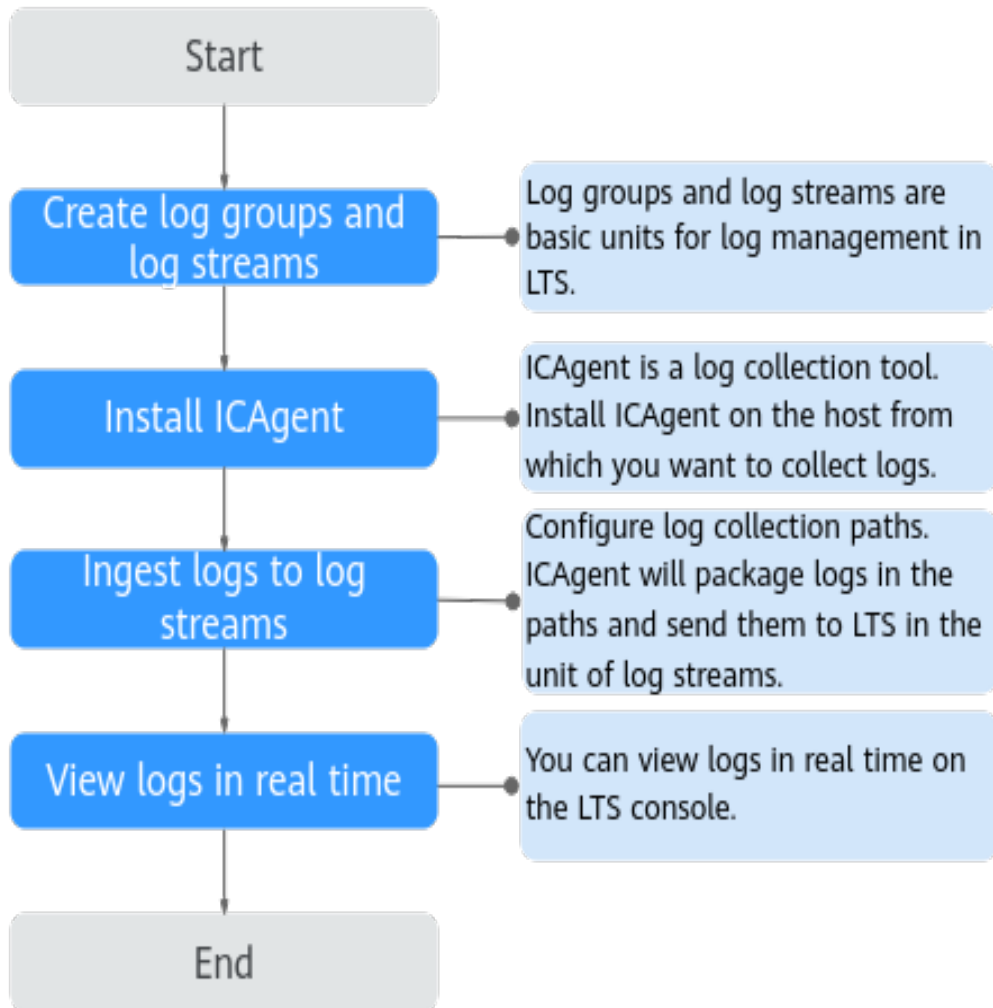 Start
Create log groups and
log streams
Log groups and log streams are
basic units for log management in
LTS.
Install ICAgent
ICAgent is a log collection tool.
Install ICAgent on the host from
which you want to collect logs.
Ingest logs to log
streams
Configure log collection paths.
ICAgent will package logs in the
paths and send them to LTS in the
unit of log streams.
View logs in real time
You can view logs in real time on
the LTS console.
End